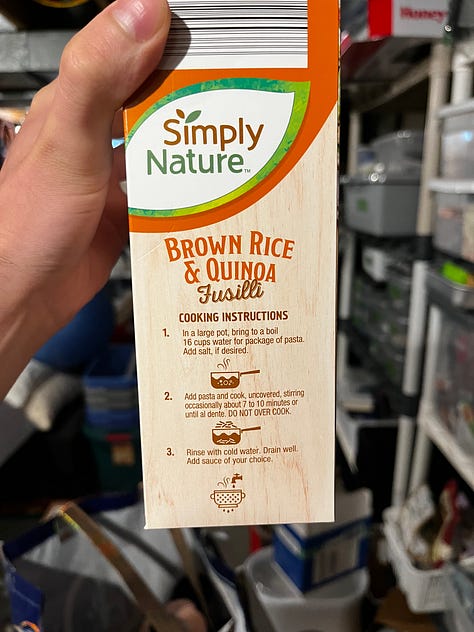 Honey
Simply
Nature™
BROWN RICE
& QUINOA
Fusilli
COOKING INSTRUCTIONS
1. In a large pot, bring to a boil
16 cups water for package of pasta.
Add salt, if desired.
2. Add pasta and cook, uncovered, stirring
occasionally about 7 to 10 minutes or
until al dente. DO NOT OVER COOK.
3. Rinse with cold water. Drain well.
Add sauce of your choice.